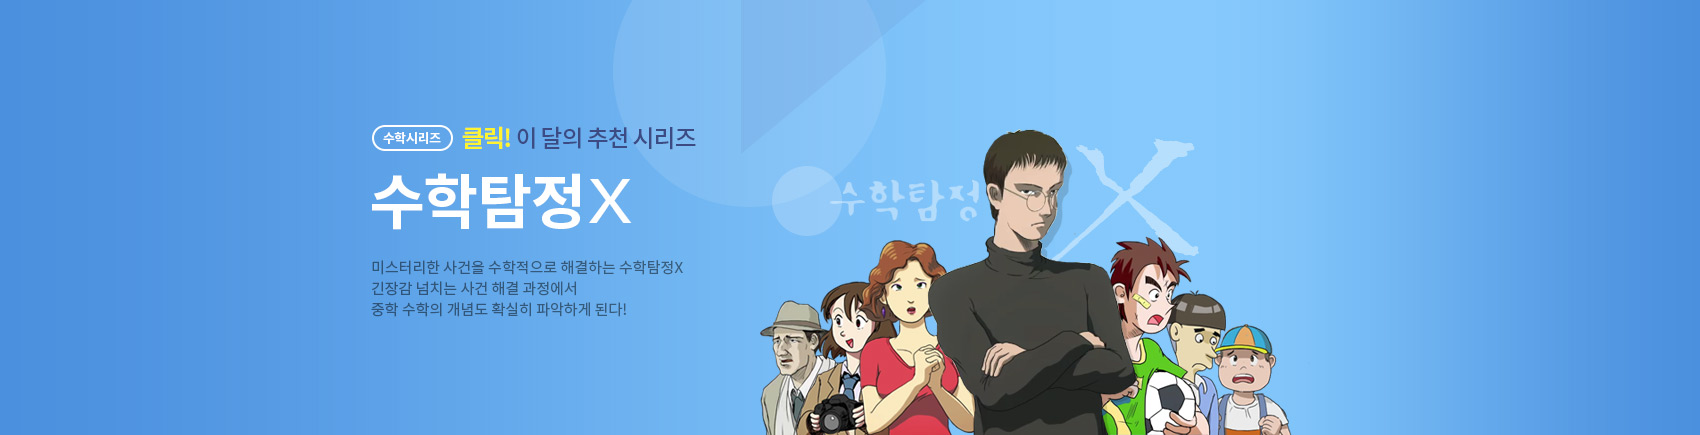 수학시리즈 클릭! 이 달의 추천 시리즈
수학탐정X
미스터리한 사건을 수학적으로 해결하는 수학탐정X
긴장감 넘치는 사건 해결 과정에서
중학 수학의 개념도 확실히 파악하게 된다!
수학탐정 X